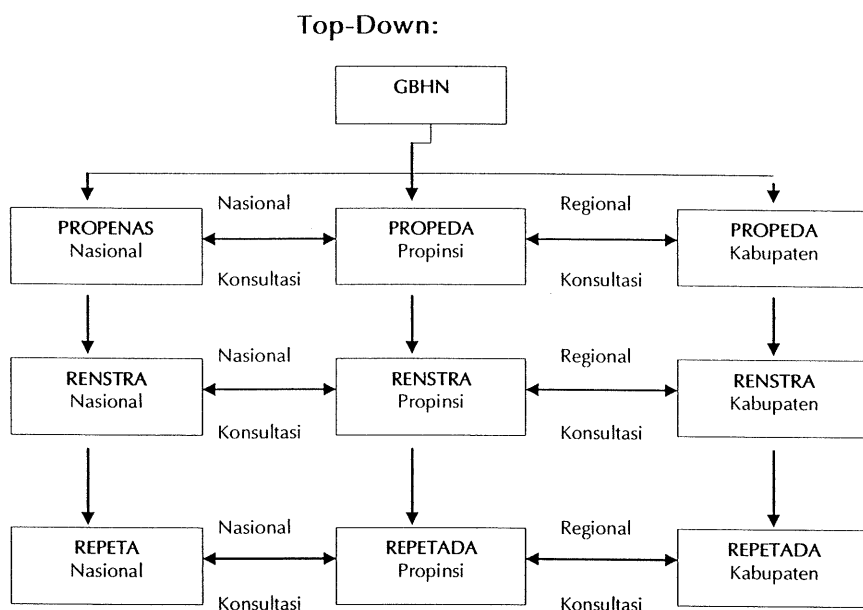 Top-Down:
GBHN
PROPENAS
Nasional
Nasional
Konsultasi
PROPEDA
Propinsi
Regional
Konsultasi
PROPEDA
Kabupaten
RENSTRA
Nasional
Nasional
Konsultasi
RENSTRA
Propinsi
Regional
Konsultasi
RENSTRA
Kabupaten
REPETA
Nasional
Nasional
Konsultasi
REPETADA
Propinsi
Regional
Konsultasi
REPETADA
Kabupaten